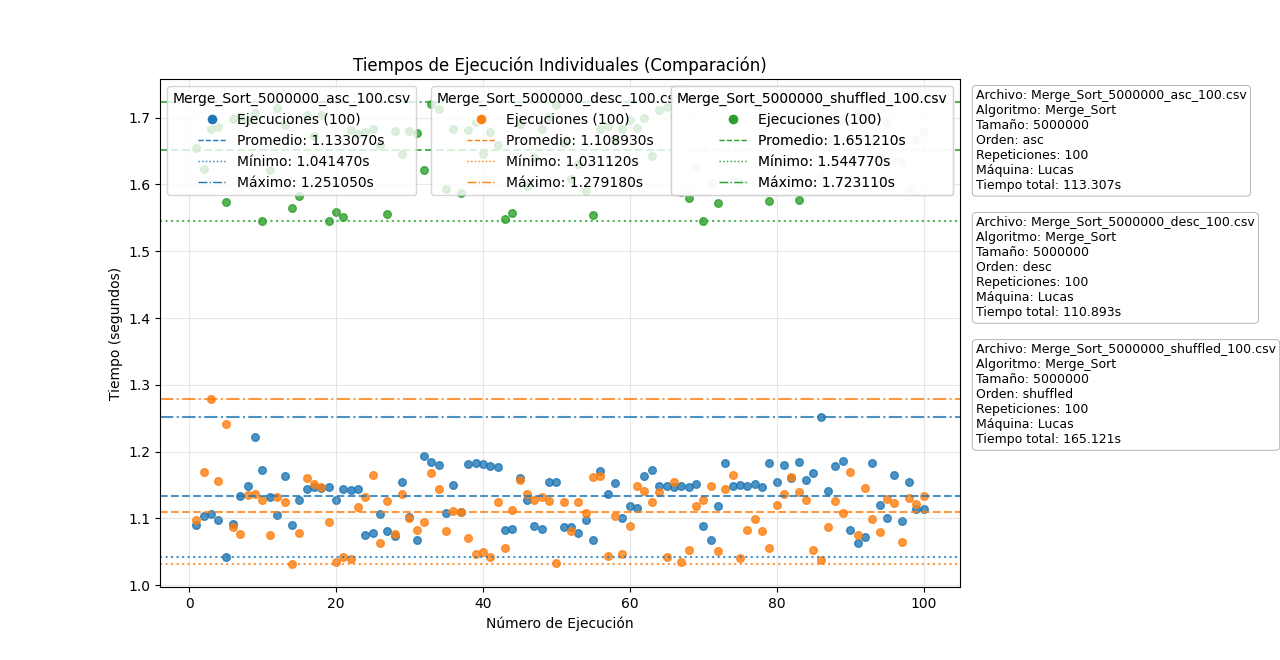 Tiempos de Ejecución Individuales (Comparación)
Merge_Sort_5000000_asc_100.csv
Ejecuciones (100)
Promedio: 1.133070s
Mínimo: 1.041470s
Máximo: 1.251050s
Merge_Sort_5000000_desc_100.cs
Ejecuciones (100)
Promedio: 1.108930s
Mínimo: 1.031120s
Máximo: 1.279180s
Merge_Sort_5000000_shuffled_100.csv
Ejecuciones (100)
Promedio: 1.651210s
Mínimo: 1.544770s
Máximo: 1.723110s
Tiempo (segundos)
1.7
1.6
1.5
1.4
1.3
1.2
1.1
1.0
0
20
40
60
80
100
Número de Ejecución
Archivo: Merge_Sort_5000000_asc_100.csv
Algoritmo: Merge_Sort
Tamaño: 5000000
Orden: asc
Repeticiones: 100
Máquina: Lucas
Tiempo total: 113.307s
Archivo: Merge_Sort_5000000_desc_100.csv
Algoritmo: Merge_Sort
Tamaño: 5000000
Orden: desc
Repeticiones: 100
Máquina: Lucas
Tiempo total: 110.893s
Archivo: Merge_Sort_5000000_shuffled_100.csv
Algoritmo: Merge_Sort
Tamaño: 5000000
Orden: shuffled
Repeticiones: 100
Máquina: Lucas
Tiempo total: 165.121s